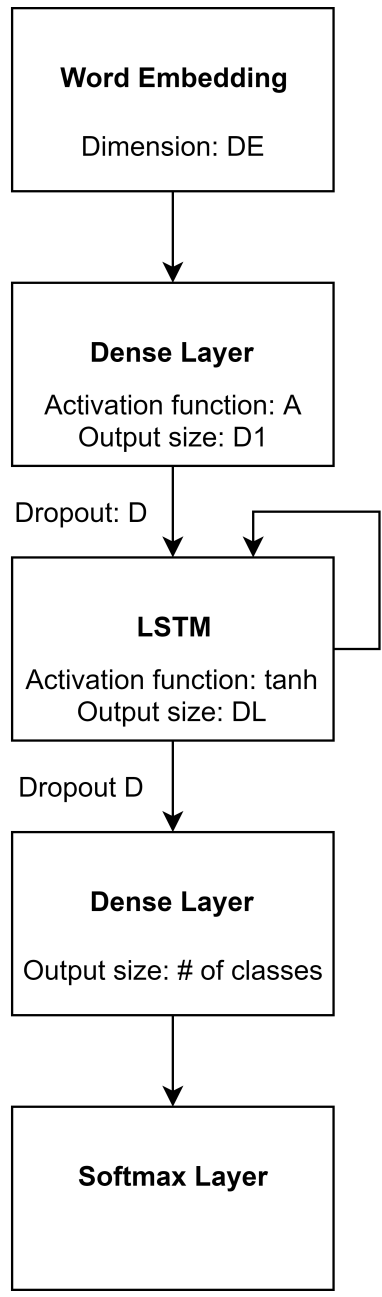 Word Embedding
Dimension: DE
Dense Layer
Activation function: A
Output size: D1
Dropout: D
LSTM
Activation function: tanh
Output size: DL
Dropout D
Dense Layer
Output size: # of classes
Softmax Layer